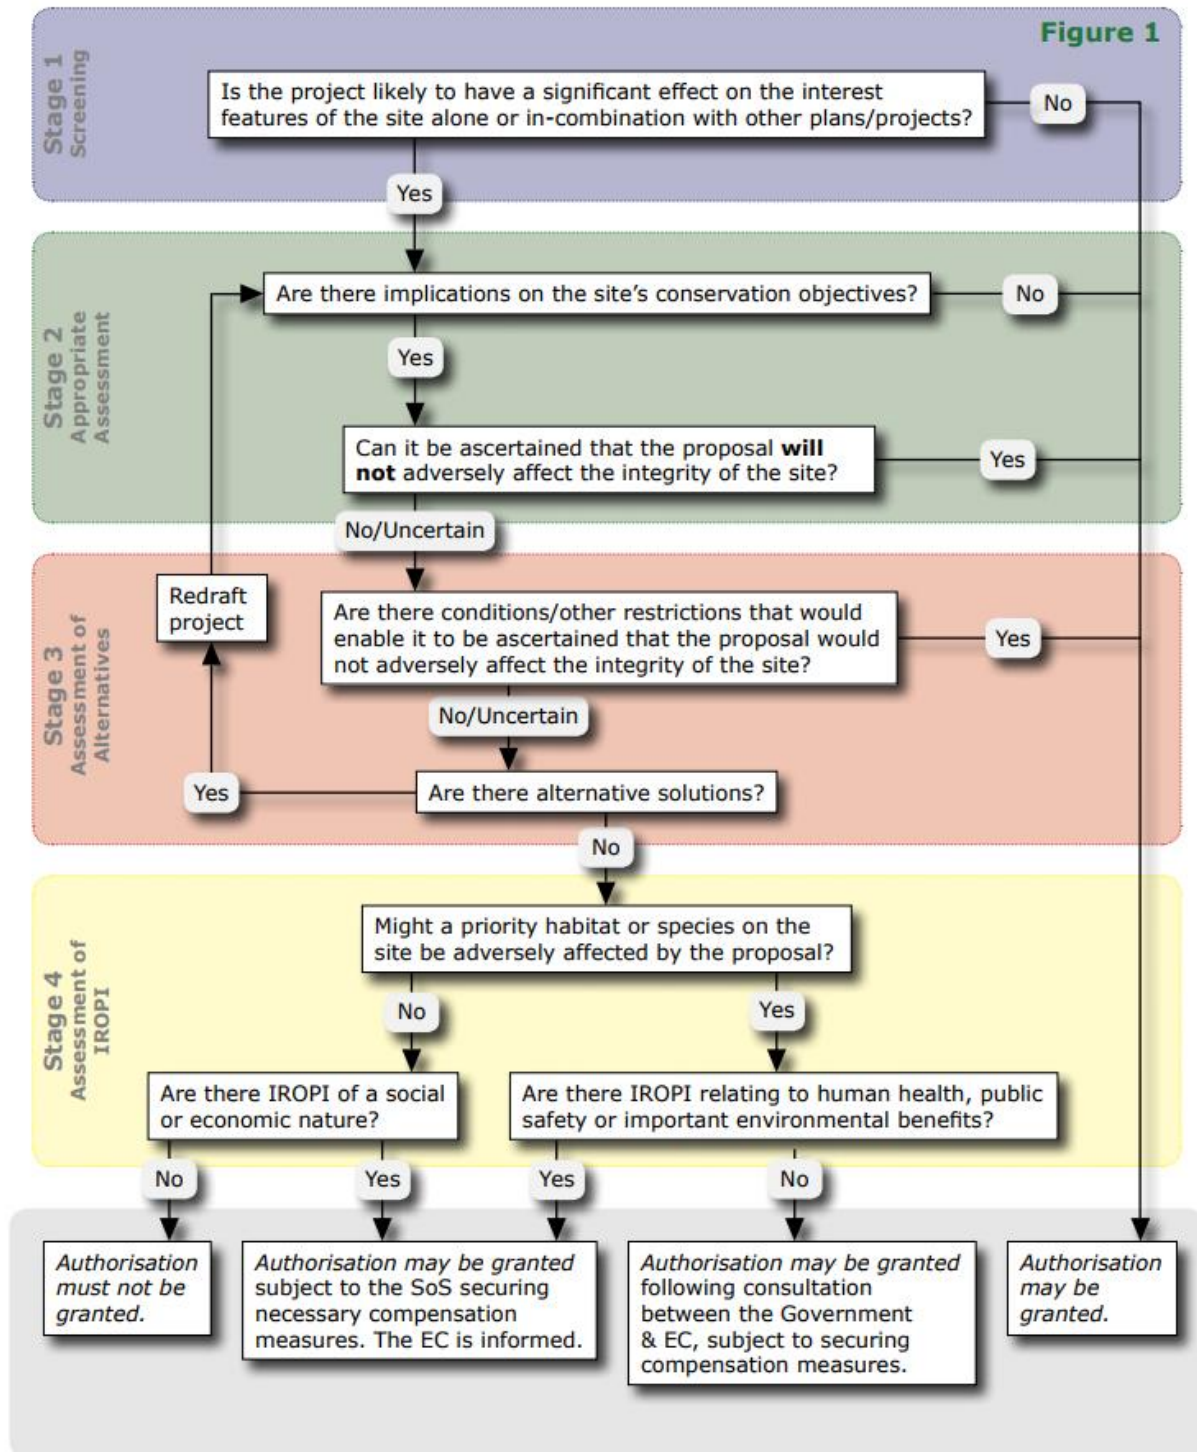 Figure 1
Stage 1
Screening
Is the project likely to have a significant effect on the interest
features of the site alone or in-combination with other plans/projects?
No
Yes
Stage 2
Appropriate
Assessment
Are there implications on the site’s conservation objectives?
No
Yes
Can it be ascertained that the proposal will
not adversely affect the integrity of the site?
Yes
No/Uncertain
Stage 3
Assessment of
Alternatives
Redraft
project
Are there conditions/other restrictions that would
enable it to be ascertained that the proposal would
not adversely affect the integrity of the site?
Yes
No/Uncertain
Are there alternative solutions?
Yes
No
Stage 4
Assessment of
IROPI
Might a priority habitat or species on the
site be adversely affected by the proposal?
No
Yes
Are there IROPI of a social
or economic nature?
Are there IROPI relating to human health, public
safety or important environmental benefits?
No
Yes
Yes
No
Authorisation
must not be
granted.
Authorisation may be granted
subject to the SoS securing
necessary compensation
measures. The EC is informed.
Authorisation may be granted
following consultation
between the Government
& EC, subject to securing
compensation measures.
Authorisation
may be
granted.